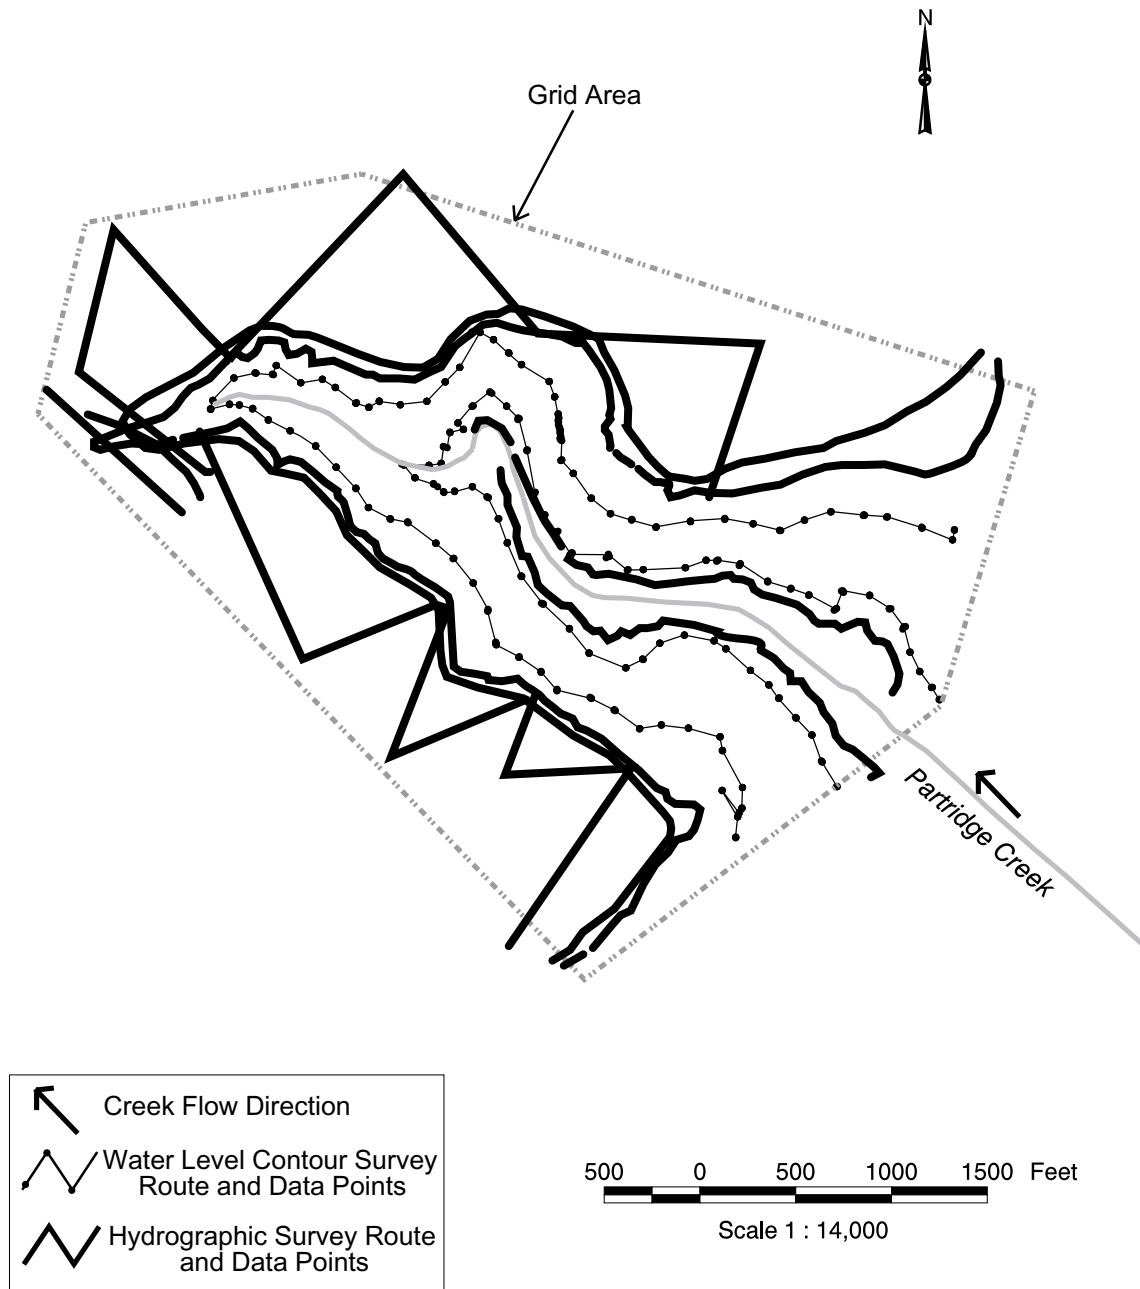 N
Grid Area
Partridge Creek
Creek Flow Direction
Water Level Contour Survey
Route and Data Points
Hydrographic Survey Route
and Data Points
500 0 500 1000 1500 Feet
Scale 1 : 14,000